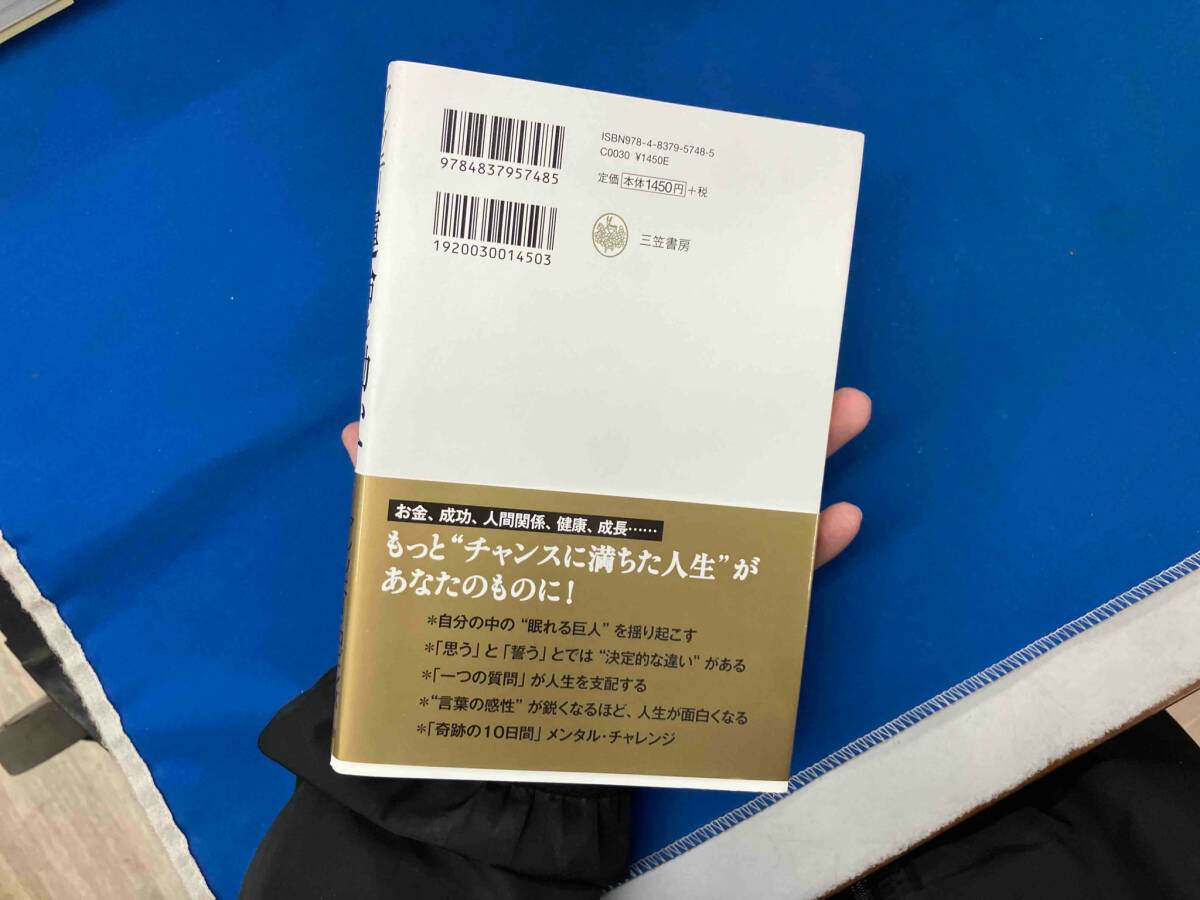 ISBN978-4-8379-5748-5
C0030 ¥1450E
9784837957485
定価 本体1450円+税
1920030014503
三笠書房
お金、成功、人間関係、健康、成長……
もっと“チャンスに満ちた人生”が
あなたのものに!
*自分の中の“眠れる巨人”を揺り起こす
*「思う」と「誓う」とでは“決定的な違い”がある
*「一つの質問」が人生を支配する
*“言葉の感性”が鋭くなるほど、人生が面白くなる
*「奇跡の10日間」メンタル・チャレンジ